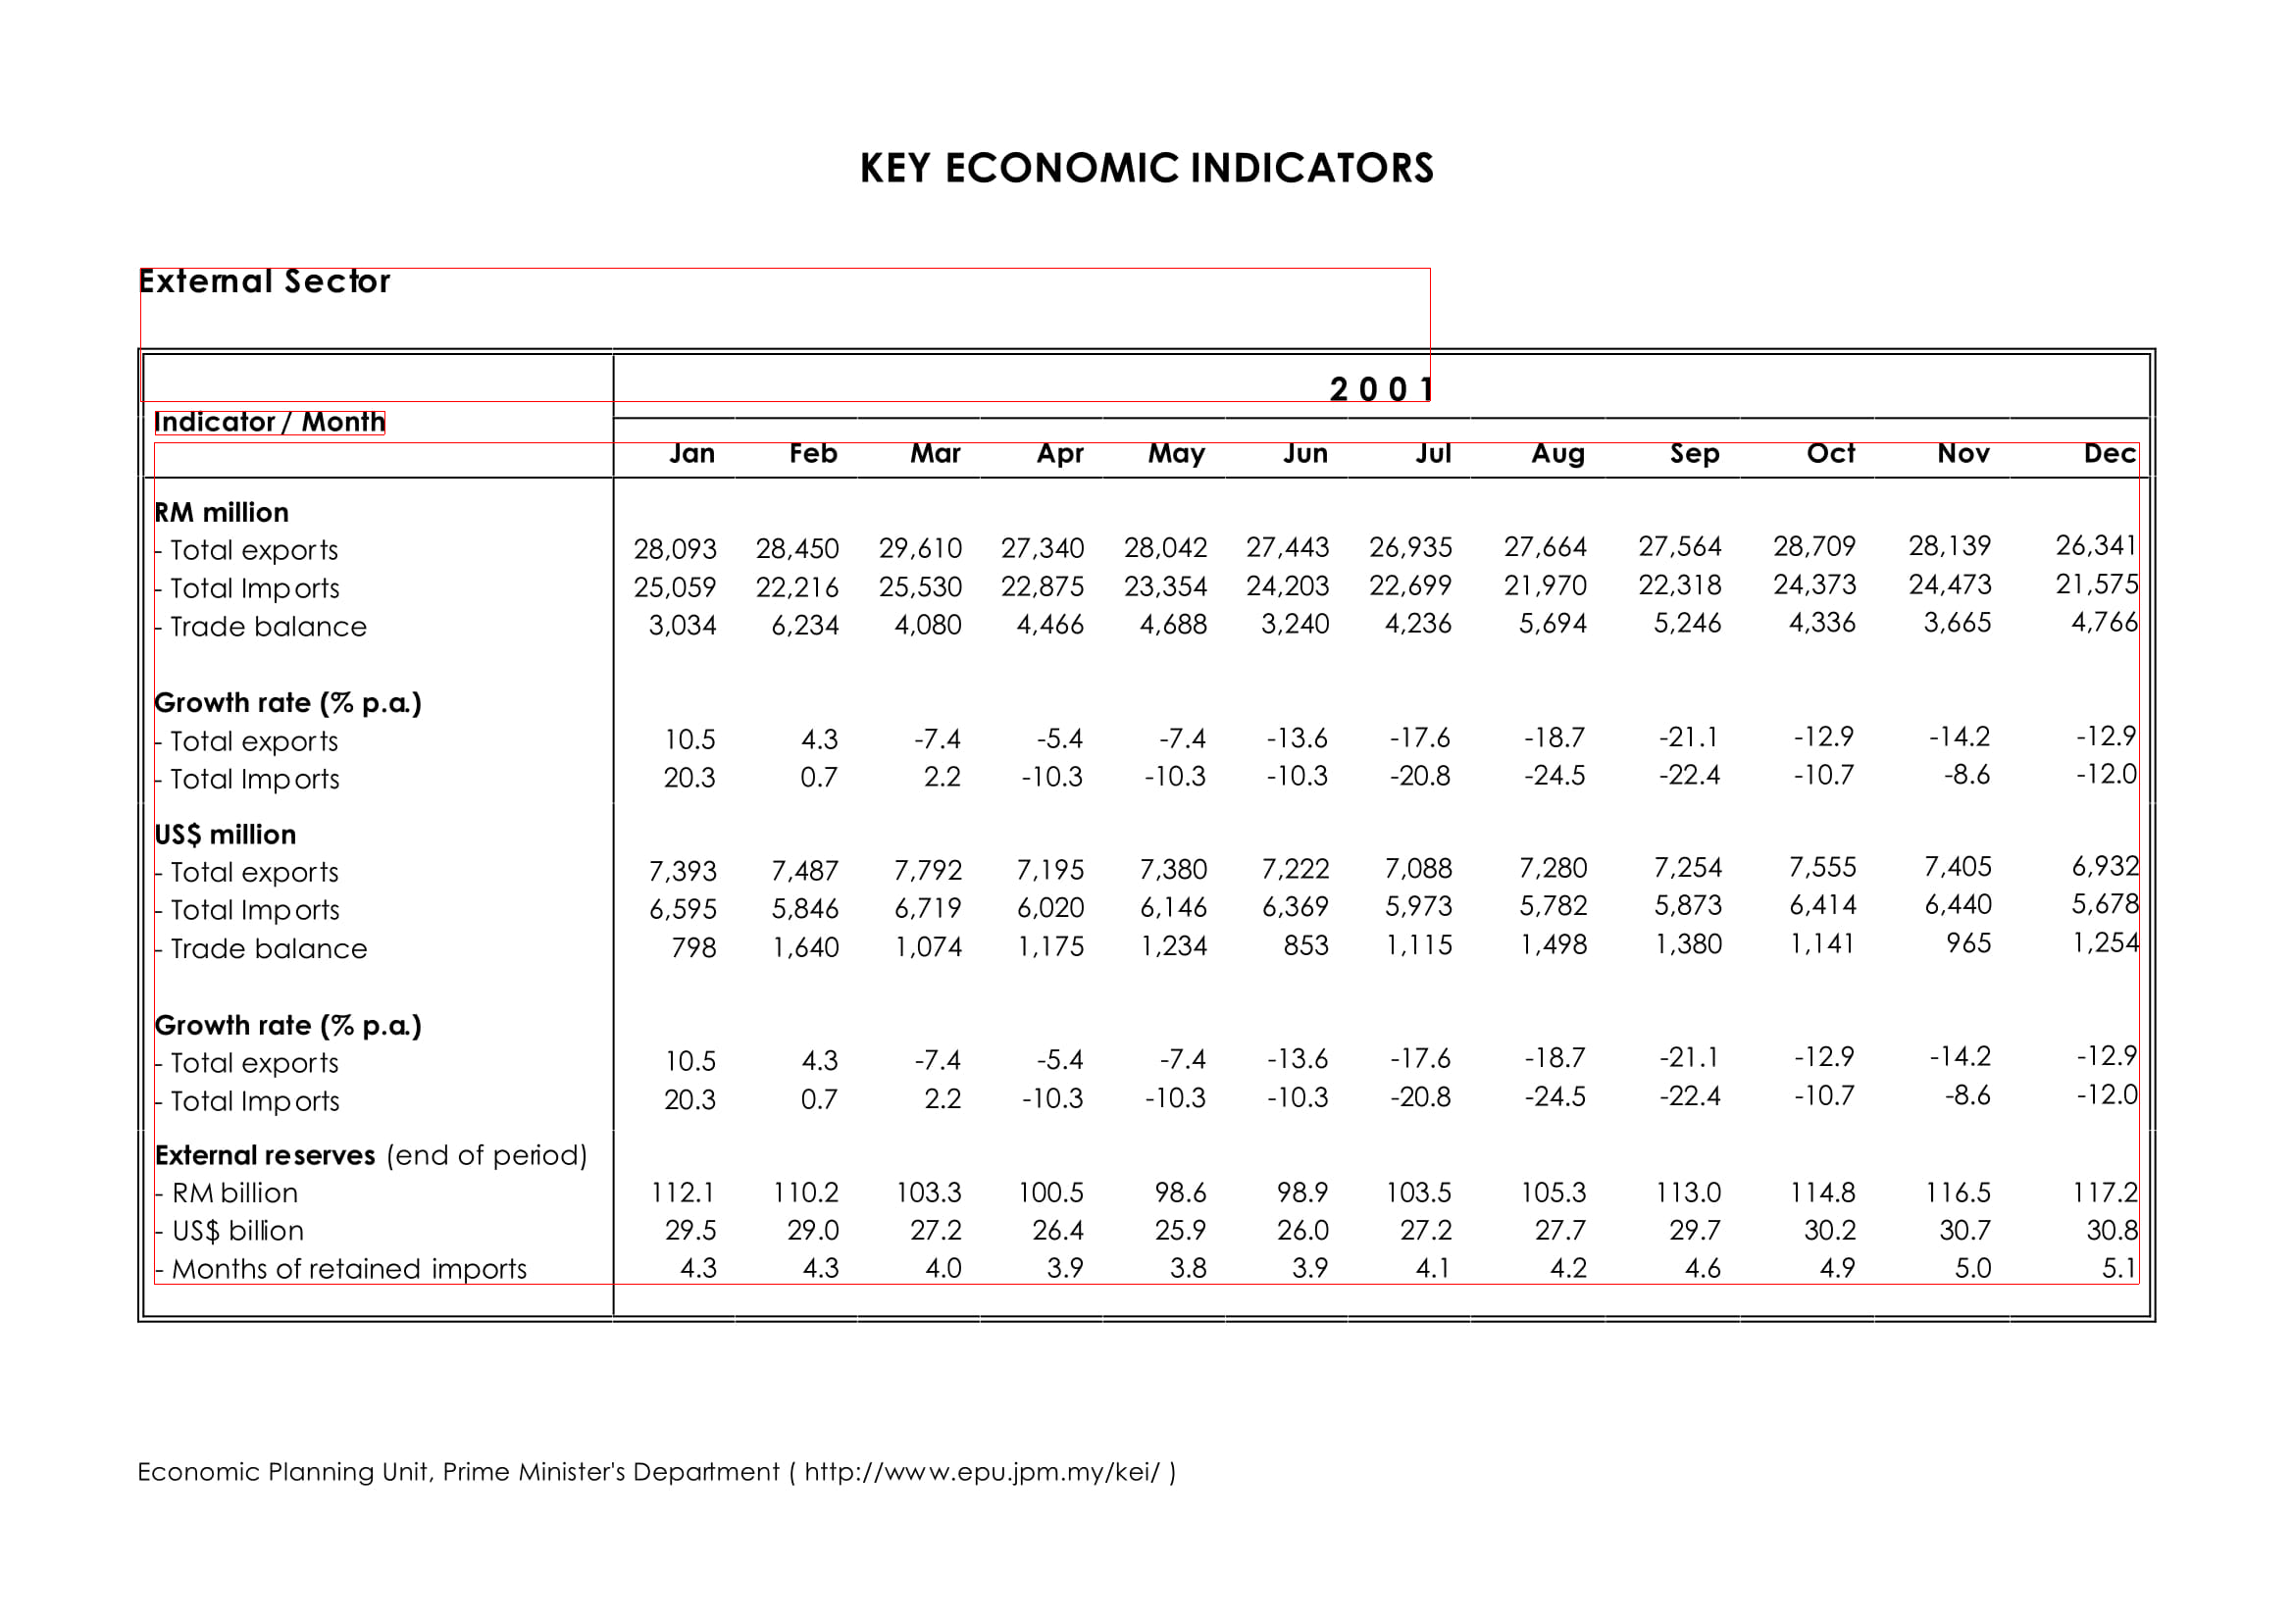 KEY ECONOMIC INDICATORS
External Sector
2 0 0 1
Indicator / Month
Jan Feb Mar Apr May Jun Jul Aug Sep Oct Nov Dec
RM million
- Total exports 28,093 28,450 29,610 27,340 28,042 27,443 26,935 27,664 27,564 28,709 28,139 26,341
- Total Imports 25,059 22,216 25,530 22,875 23,354 24,203 22,699 21,970 22,318 24,373 24,473 21,575
- Trade balance 3,034 6,234 4,080 4,466 4,688 3,240 4,236 5,694 5,246 4,336 3,665 4,766
Growth rate (% p.a.)
- Total exports 10.5 4.3 -7.4 -5.4 -7.4 -13.6 -17.6 -18.7 -21.1 -12.9 -14.2 -12.9
- Total Imports 20.3 0.7 2.2 -10.3 -10.3 -10.3 -20.8 -24.5 -22.4 -10.7 -8.6 -12.0
US$ million
- Total exports 7,393 7,487 7,792 7,195 7,380 7,222 7,088 7,280 7,254 7,555 7,405 6,932
- Total Imports 6,595 5,846 6,719 6,020 6,146 6,369 5,973 5,782 5,873 6,414 6,440 5,678
- Trade balance 798 1,640 1,074 1,175 1,234 853 1,115 1,498 1,380 1,141 965 1,254
Growth rate (% p.a.)
- Total exports 10.5 4.3 -7.4 -5.4 -7.4 -13.6 -17.6 -18.7 -21.1 -12.9 -14.2 -12.9
- Total Imports 20.3 0.7 2.2 -10.3 -10.3 -10.3 -20.8 -24.5 -22.4 -10.7 -8.6 -12.0
External reserves (end of period)
- RM billion 112.1 110.2 103.3 100.5 98.6 98.9 103.5 105.3 113.0 114.8 116.5 117.2
- US$ billion 29.5 29.0 27.2 26.4 25.9 26.0 27.2 27.7 29.7 30.2 30.7 30.8
- Months of retained imports 4.3 4.3 4.0 3.9 3.8 3.9 4.1 4.2 4.6 4.9 5.0 5.1
Economic Planning Unit, Prime Minister's Department ( http://www.epu.jpm.my/kei/ )